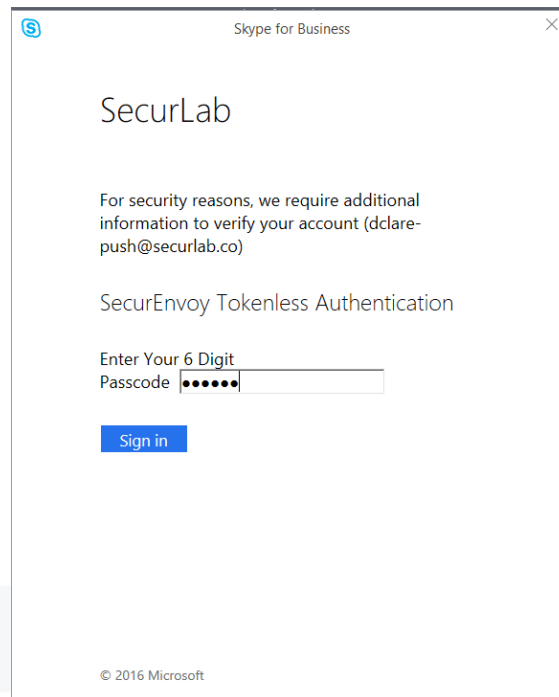 Skype for Business
SecurLab
For security reasons, we require additional
information to verify your account (dclare-
push@securlab.co)
SecurEnvoy Tokenless Authentication
Enter Your 6 Digit
Passcode ••••••
Sign in
© 2016 Microsoft